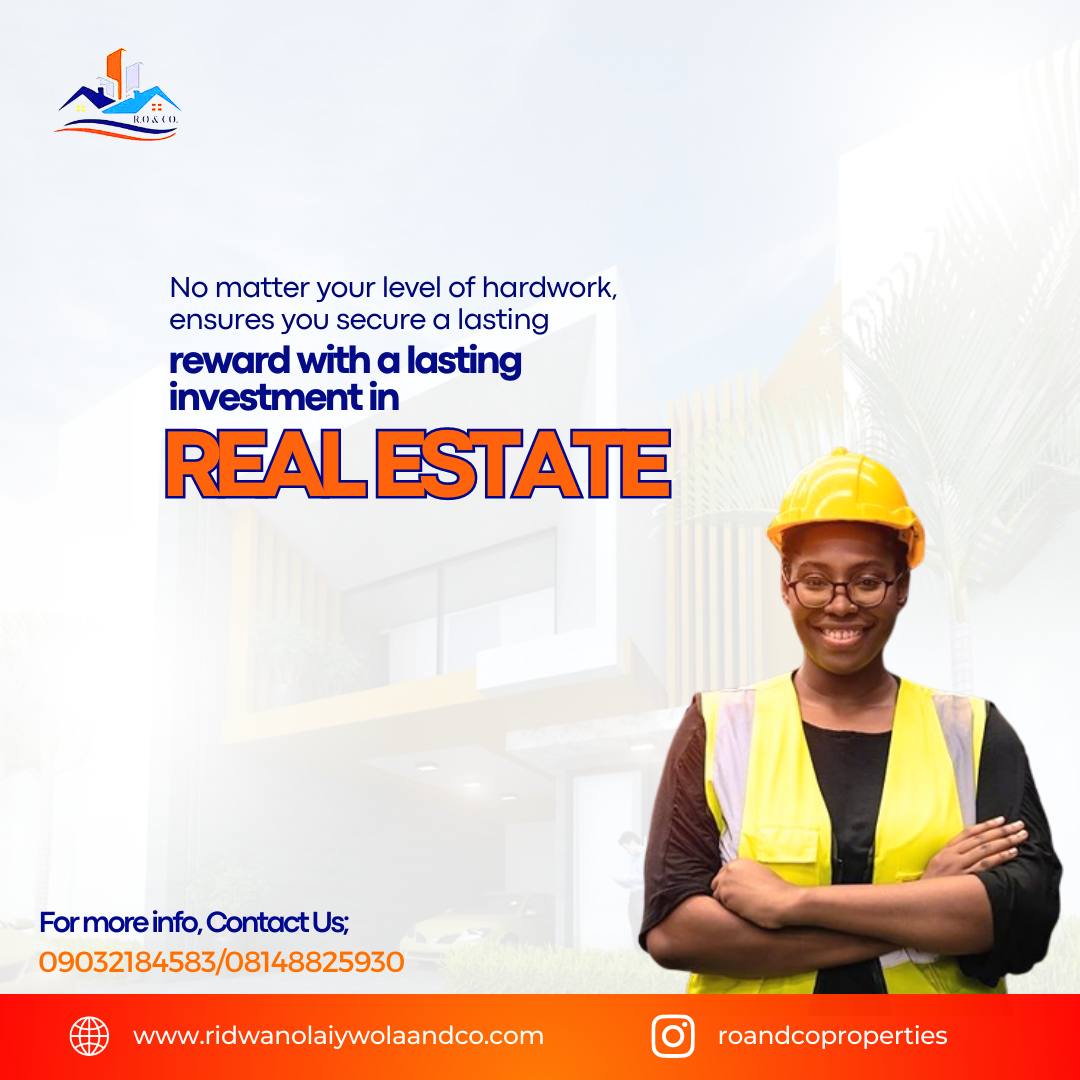 R.O & CO.
No matter your level of hardwork,
ensures you secure a lasting
reward with a lasting
investment in
REAL ESTATE
For more info, Contact Us;
09032184583/08148825930
www.ridwanolaiywolaandco.com
roandcoproperties